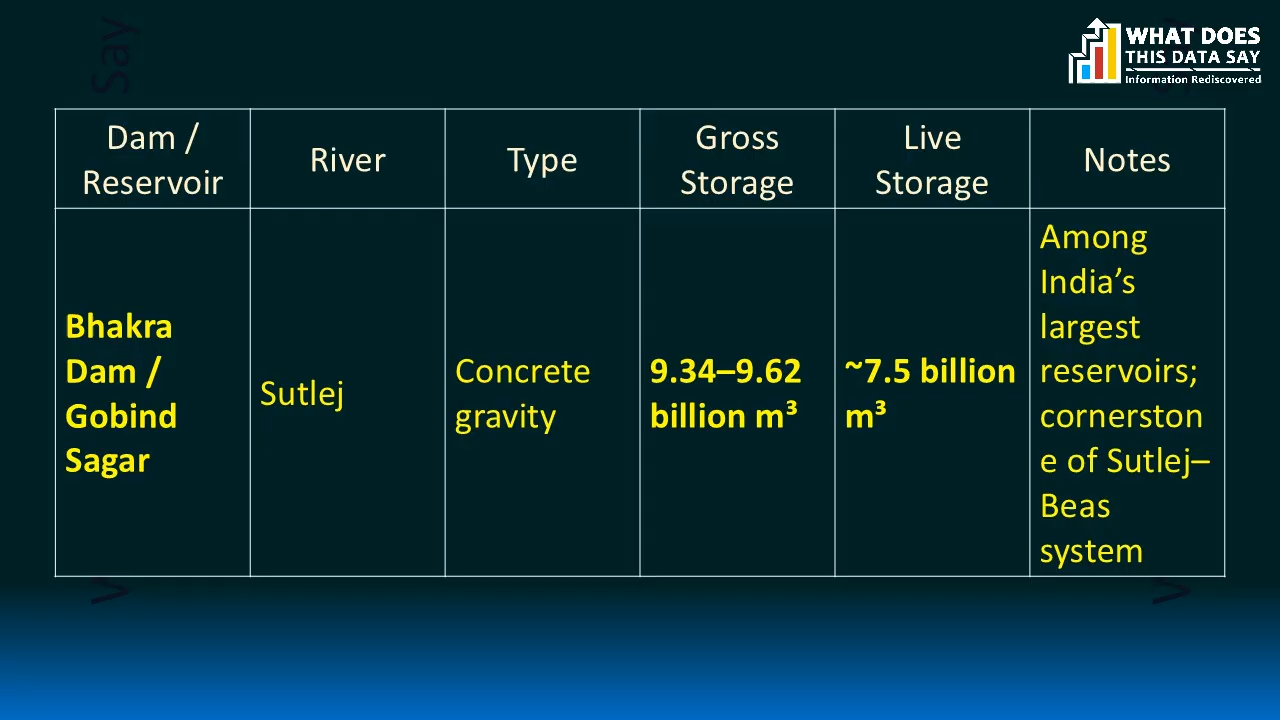 Say
WHAT DOES
THIS DATA SAY
Information Rediscovered
Dam /
Reservoir
River
Type
Gross
Storage
Live
Storage
Notes
Bhakra
Dam /
Gobind
Sagar
Sutlej
Concrete
gravity
9.34–9.62
billion m³
~7.5 billion
m³
Among
India’s
largest
reservoirs;
cornerston
e of Sutlej–
Beas
system